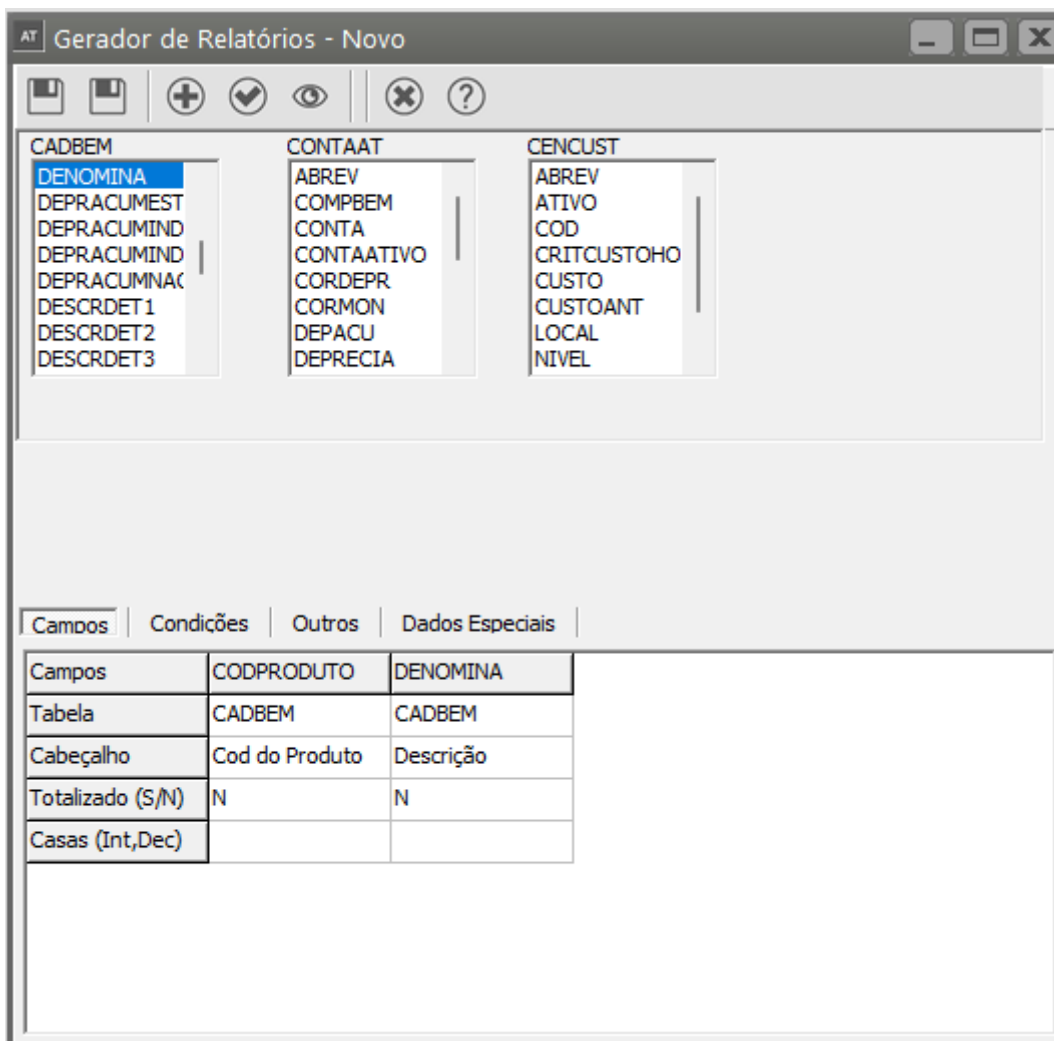 AT Gerador de Relatórios - Novo
CADBEM
DENOMINA
DEPRACUMEST
DEPRACUMIND
DEPRACUMIND
DEPRACUMNAC
DESCRDET1
DESCRDET2
DESCRDET3
CONTAAT
ABREV
COMPBEM
CONTA
CONTAATIVO
CORDEPR
CORMON
DEPACU
DEPRECIA
CENCUST
ABREV
ATIVO
COD
CRITCUSTOHO
CUSTO
CUSTOANT
LOCAL
NIVEL
Campos Condições Outros Dados Especiais
Campos CODPRODUTO DENOMINA
Tabela CADBEM CADBEM
Cabeçalho Cod do Produto Descrição
Totalizado (S/N) N N
Casas (Int,Dec)